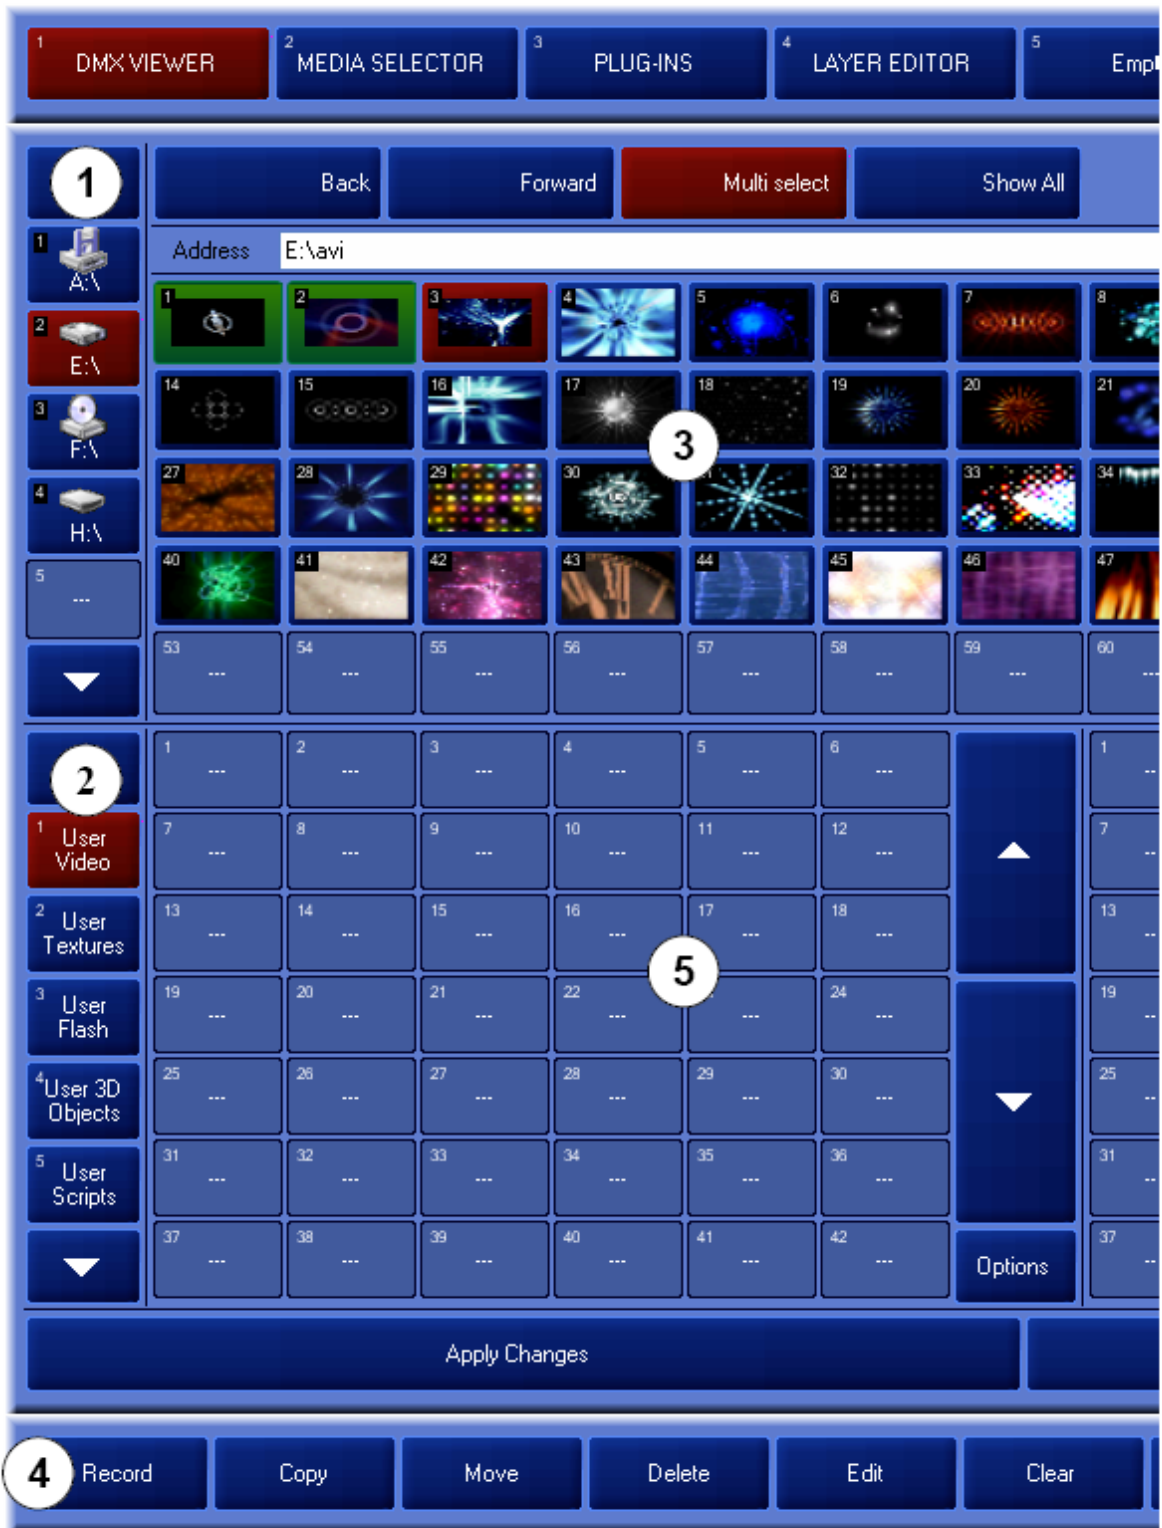 1 DMX VIEWER 2 MEDIA SELECTOR 3 PLUG-INS 4 LAYER EDITOR 5
1 Back Forward Multi select Show All
1 A:\
Address E:\avi
1 2 3 4 5 6 7 8
2 E:\
14 15 16 17 18 19 20 21
3 F:\
3
27 28 29 30 32 33 34
4 H:\
40 41 42 43 44 45 46 47
5 ---
53 --- 54 --- 55 --- 56 --- 57 --- 58 --- 59 --- 60
2
1 --- 2 --- 3 --- 4 --- 5 --- 6 --- 1 --
1 User
Video
7 --- 8 --- 9 --- 10 --- 11 --- 12 --- 7 --
2 User
Textures
13 --- 14 --- 15 --- 16 --- 17 --- 18 --- 13 --
5
3 User
Flash
19 --- 20 --- 21 --- 22 --- --- 24 --- 19 --
4 User 3D
Objects
25 --- 26 --- 27 --- 28 --- 29 --- 30 --- 25 --
5 User
Scripts
31 --- 32 --- 33 --- 34 --- 35 --- 36 --- 31 --
37 --- 38 --- 39 --- 40 --- 41 --- 42 --- Options 37 --
Apply Changes
4 Record Copy Move Delete Edit Clear